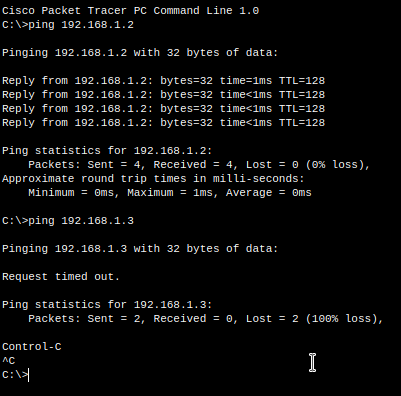 Cisco Packet Tracer PC Command Line 1.0
C:\>ping 192.168.1.2
Pinging 192.168.1.2 with 32 bytes of data:
Reply from 192.168.1.2: bytes=32 time=1ms TTL=128
Reply from 192.168.1.2: bytes=32 time<1ms TTL=128
Reply from 192.168.1.2: bytes=32 time<1ms TTL=128
Reply from 192.168.1.2: bytes=32 time<1ms TTL=128
Ping statistics for 192.168.1.2:
    Packets: Sent = 4, Received = 4, Lost = 0 (0% loss),
Approximate round trip times in milli-seconds:
    Minimum = 0ms, Maximum = 1ms, Average = 0ms
C:\>ping 192.168.1.3
Pinging 192.168.1.3 with 32 bytes of data:
Request timed out.
Ping statistics for 192.168.1.3:
    Packets: Sent = 2, Received = 0, Lost = 2 (100% loss),
Control-C
^C
C:\>